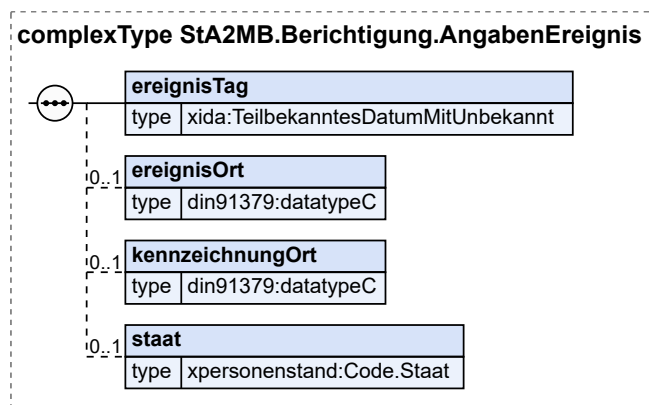 complexType StA2MB.Berichtigung.AngabenEreignis
ereignisTag
type xida:TeilbekanntesDatumMitUnbekannt
ereignisOrt
0..1
type din91379:datatypeC
kennzeichnungOrt
0..1
type din91379:datatypeC
staat
0..1
type xpersonenstand:Code.Staat